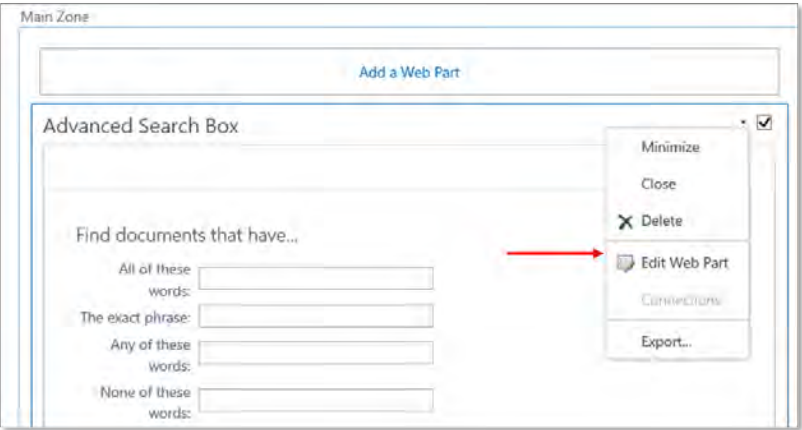 Main Zone
Add a Web Part
Advanced Search Box
Minimize
Close
Delete
Find documents that have...
Edit Web Part
All of these
words:
Connections
The exact phrase:
Any of these
words:
Export...
None of these
words: